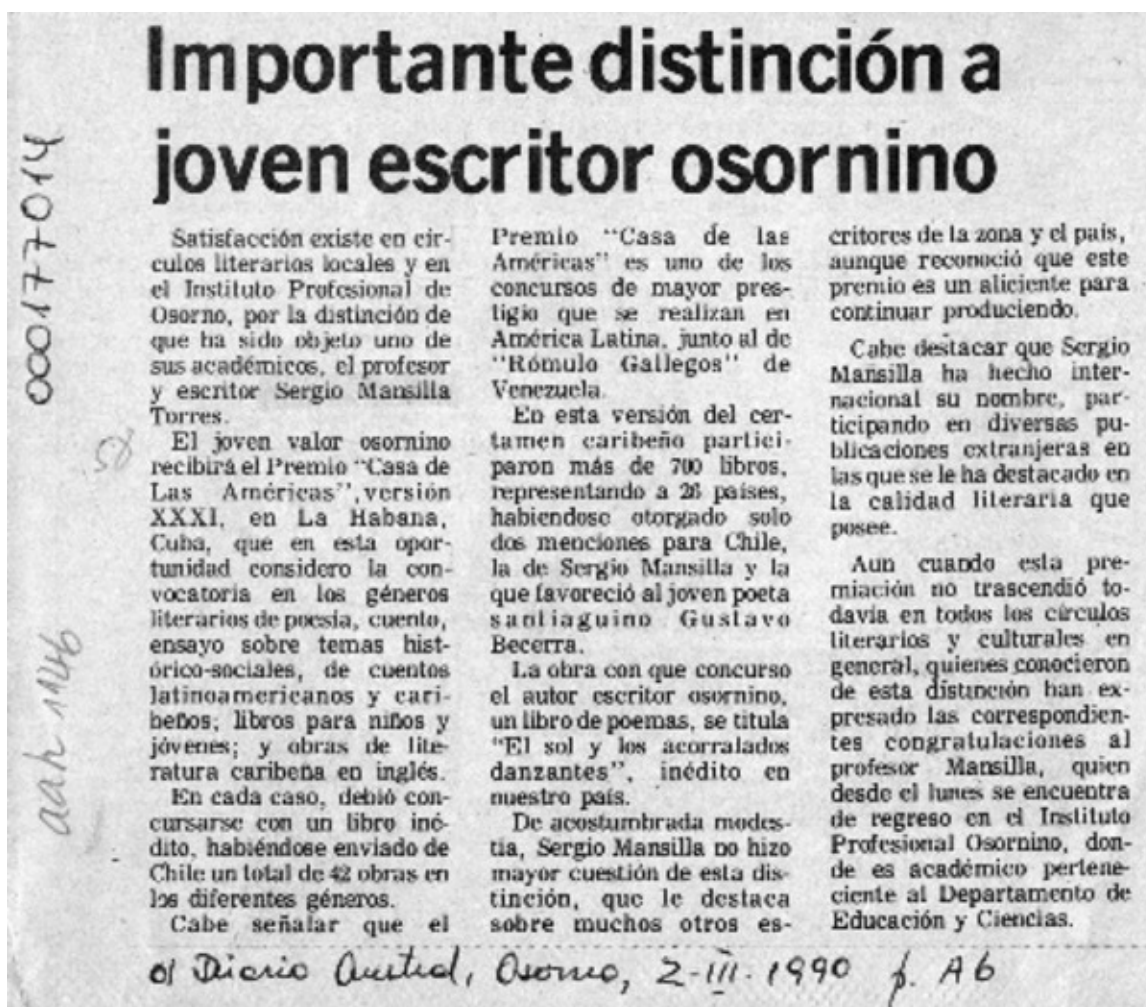 Importante distinción a
joven escritor osornino
Satisfacción existe en cír-
culos literarios locales y en
el Instituto Profesional de
Osorno, por la distinción de
que ha sido objeto uno de
sus académicos, el profesor
y escritor Sergio Mansilla
Torres.
El joven valor osornino
recibirá el Premio "Casa de
Las Américas", versión
XXXI, en La Habana,
Cuba, que en esta opor-
tunidad considero la con-
vocatoria en los géneros
literarios de poesía, cuento,
ensayo sobre temas hist-
órico-sociales, de cuentos
latinoamericanos y cari-
beños; libros para niños y
jóvenes; y obras de lite-
ratura caribeña en inglés.
En cada caso, debió con-
cursarse con un libro iné-
dito, habiéndose enviado de
Chile un total de 42 obras en
los diferentes géneros.
Cabe señalar que el
Premio "Casa de las
Américas" es uno de los
concursos de mayor pres-
tigio que se realizan en
América Latina, junto al de
"Rómulo Gallegos" de
Venezuela.
En esta versión del cer-
tamen caribeño partici-
paron más de 700 libros,
representando a 26 países,
habiendose otorgado solo
dos menciones para Chile,
la de Sergio Mansilla y la
que favoreció al joven poeta
santiaguino Gustavo
Becerra.
La obra con que concurso
el autor escritor osornino,
un libro de poemas, se titula
"El sol y los acorralados
danzantes", inédito en
nuestro país.
De acostumbrada modes-
tia, Sergio Mansilla no hizo
mayor cuestión de esta dis-
tinción, que le destaca
sobre muchos otros es-
critores de la zona y el país,
aunque reconoció que este
premio es un aliciente para
continuar produciendo.
Cabe destacar que Sergio
Mansilla ha hecho inter-
nacional su nombre, par-
ticipando en diversas pu-
blicaciones extranjeras en
las que se le ha destacado en
la calidad literaria que
posee.
Aun cuando esta pre-
miación no trascendió to-
davía en todos los círculos
literarios y culturales en
general, quienes conocieron
de esta distinción han ex-
presado las correspondien-
tes congratulaciones al
profesor Mansilla, quien
desde el lunes se encuentra
de regreso en el Instituto
Profesional Osornino, don-
de es académico pertene-
ciente al Departamento de
Educación y Ciencias.
000177014
aah 1146
el Diario Austral, Osorno, 2-III-1990 p. A6